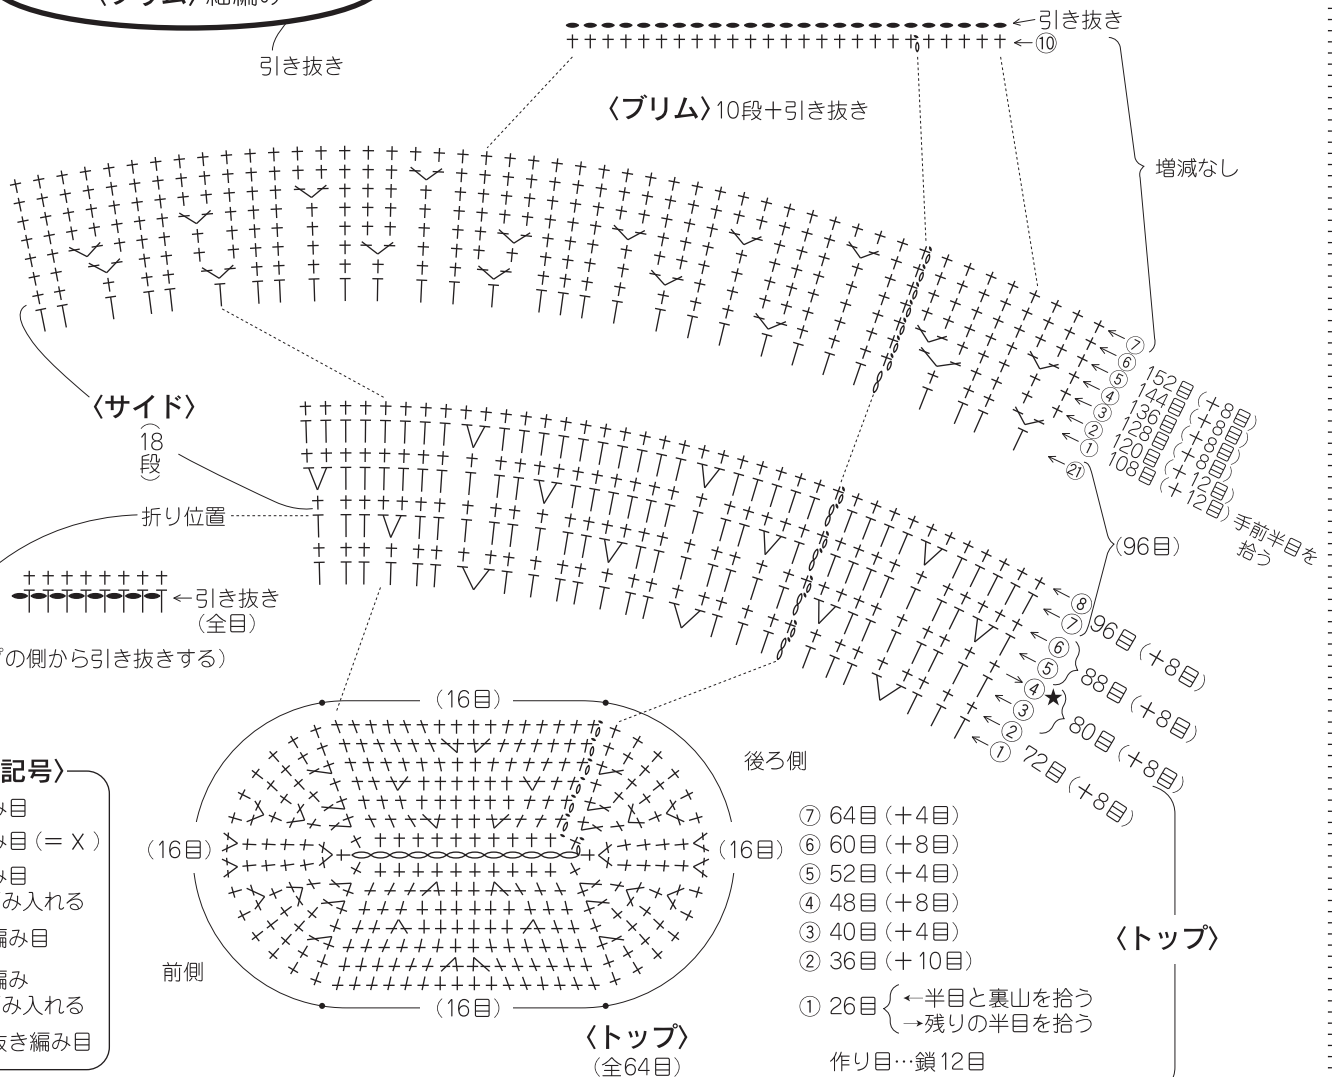 〈ブリム〉細編み
引き抜き
←引き抜き
←⑩
〈ブリム〉10段＋引き抜き
増減なし
⑦
⑥ 152目（＋8目）
⑤ 144目（＋8目）
④ 136目（＋8目）
③ 128目（＋8目）
② 120目（＋12目）
① 108目（＋12目）手前半目を
拾う
㉑
（96目）
〈サイド〉
（18段）
折り位置
←引き抜き
（全目）
の側から引き抜きする）
⑧
⑦ 96目（＋8目）
⑥
⑤ 88目（＋8目）
④ ★
③ 80目（＋8目）
②
① 72目（＋8目）
（16目）
後ろ側
（16目）
（16目）
前側
（16目）
〈トップ〉
（全64目）
⑦ 64目（＋4目）
⑥ 60目（＋8目）
⑤ 52目（＋4目）
④ 48目（＋8目）
③ 40目（＋4目）
② 36目（＋10目）
① 26目
←半目と裏山を拾う
→残りの半目を拾う
作り目…鎖12目
〈トップ〉
記号〉
み目
み目（＝X）
み目
み入れる
編み目
編み
み入れる
抜き編み目